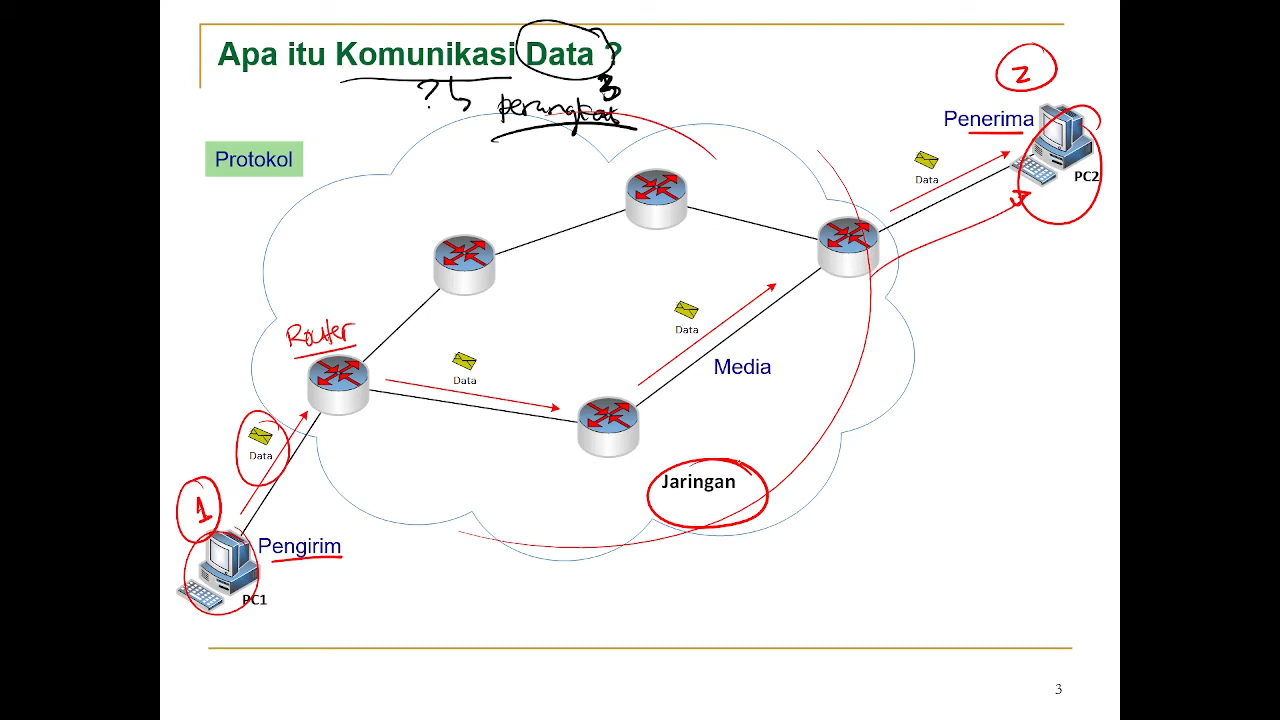 Apa itu Komunikasi Data ?
? 3
perangkat
2
Penerima
Protokol
Data
PC2
Router
Data
Data
Media
Data
1
Jaringan
Pengirim
PC1
3